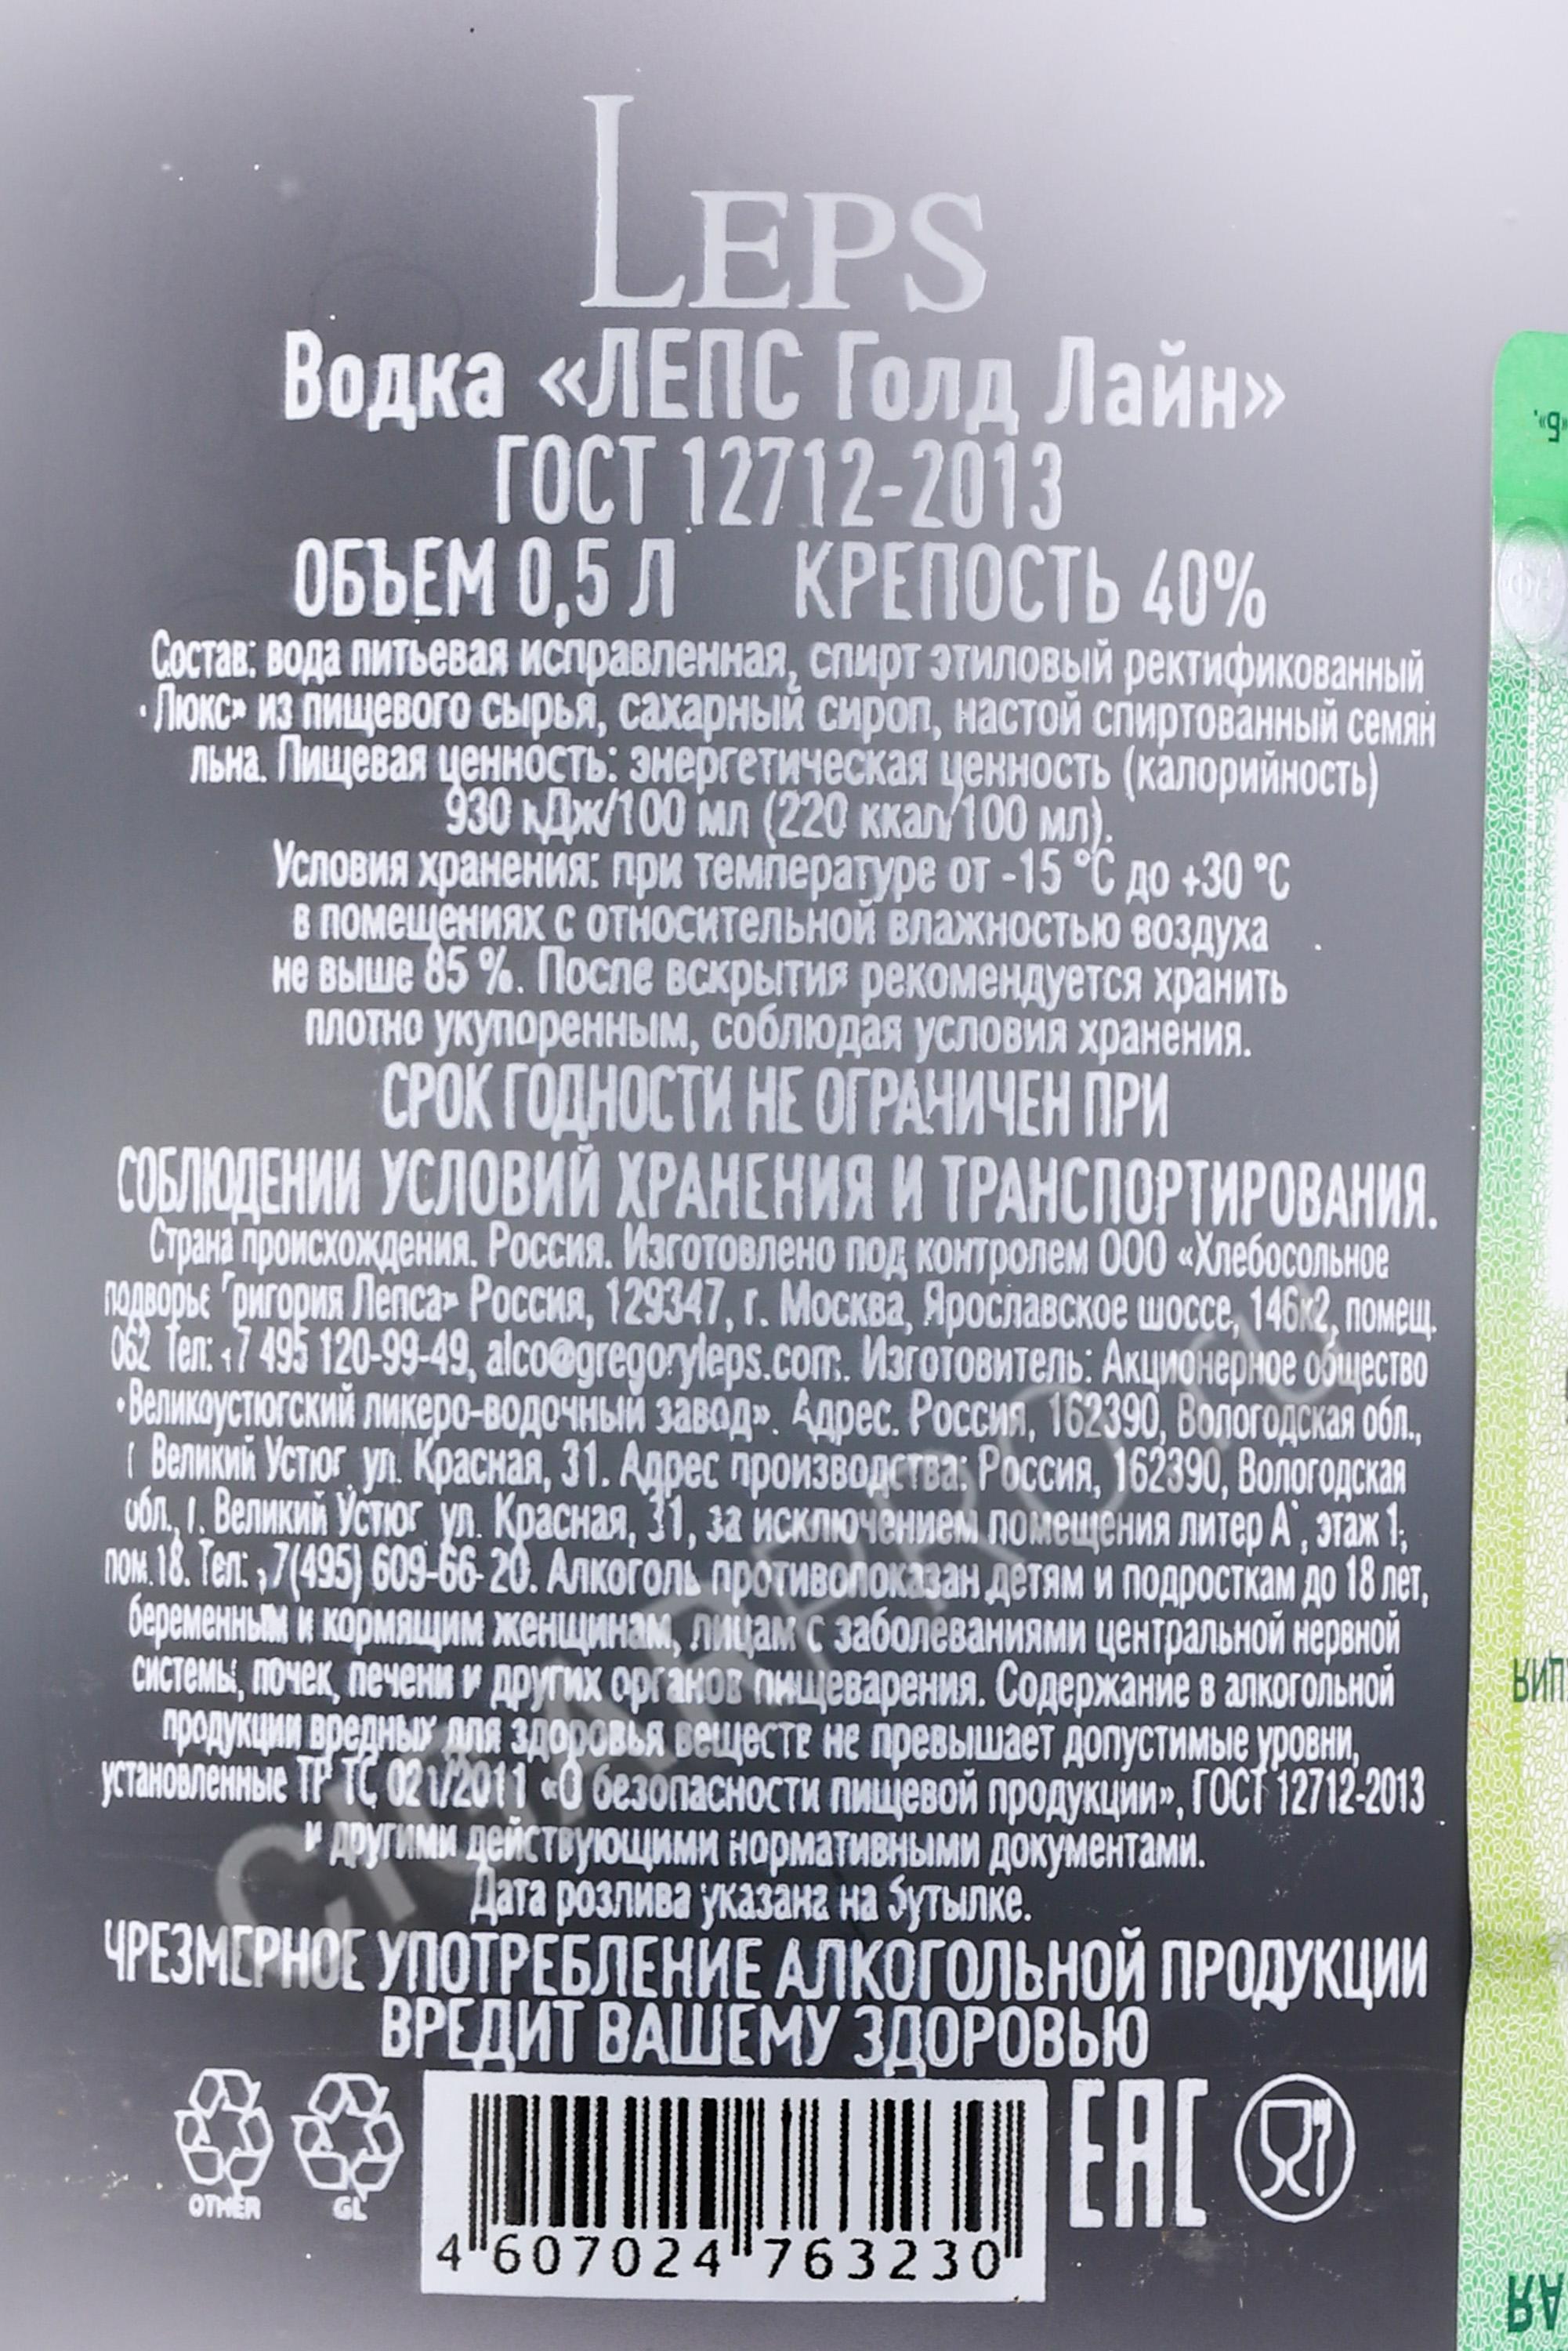 LEPS
Водка «ЛЕПС Голд Лайн»
ГОСТ 12712-2013
ОБЪЕМ 0,5 Л КРЕПОСТЬ 40%
Состав: вода питьевая исправленная, спирт этиловый ректификованный
«Люкс» из пищевого сырья, сахарный сироп, настой спиртованный семян
льна. Пищевая ценность: энергетическая ценность (калорийность)
930 кДж/100 мл (220 ккал/100 мл).
Условия хранения: при температуре от -15 °C до +30 °C
в помещениях с относительной влажностью воздуха
не выше 85 %. После вскрытия рекомендуется хранить
плотно укупоренным, соблюдая условия хранения.
СРОК ГОДНОСТИ НЕ ОГРАНИЧЕН ПРИ
СОБЛЮДЕНИИ УСЛОВИЙ ХРАНЕНИЯ И ТРАНСПОРТИРОВАНИЯ.
Страна происхождения. Россия. Изготовлено под контролем ООО «Хлебосольное
подворье Григория Лепса» Россия, 129347, г. Москва, Ярославское шоссе, 146к2, помещ.
062 Тел: +7 495 120-99-49, alco@gregoryleps.com. Изготовитель: Акционерное общество
«Великоустюгский ликеро-водочный завод». Адрес. Россия, 162390, Вологодская обл.,
г Великий Устюг, ул. Красная, 31. Адрес производства: Россия, 162390, Вологодская
обл., г. Великий Устюг, ул. Красная, 31, за исключением помещения литер А', этаж 1,
пом.18. Тел: +7(495) 609-66-20. Алкоголь противопоказан детям и подросткам до 18 лет,
беременным и кормящим женщинам, лицам с заболеваниями центральной нервной
системы, почек, печени и других органов пищеварения. Содержание в алкогольной
продукции вредных для здоровья веществ не превышает допустимые уровни,
установленные ТР ТС 021/2011 «О безопасности пищевой продукции», ГОСТ 12712-2013
и другими действующими нормативными документами.
Дата розлива указана на бутылке.
ЧРЕЗМЕРНОЕ УПОТРЕБЛЕНИЕ АЛКОГОЛЬНОЙ ПРОДУКЦИИ
ВРЕДИТ ВАШЕМУ ЗДОРОВЬЮ
OTHER GL
EAC
4 607024 763230
CIGARPRO.ru